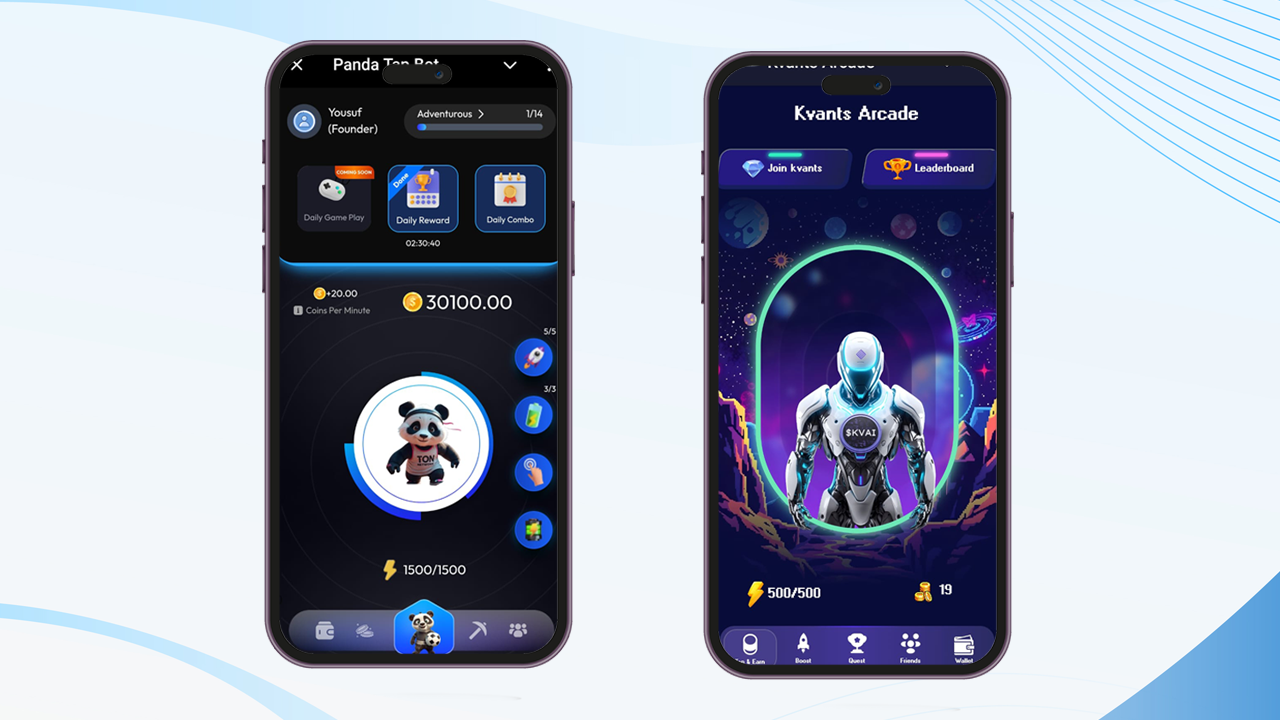 Panda Tap Bot
Yousuf
(Founder)
Adventurous
1/14
COMING SOON
Daily Game Play
Done
Daily Reward
Daily Combo
02:30:40
+20.00
Coins Per Minute
30100.00
5/5
3/3
TON
1500/1500
Kvants Arcade
Kvants Arcade
Join kvants
Leaderboard
$KVAI
500/500
19
& Earn
Boost
Quest
Friends
Wallet